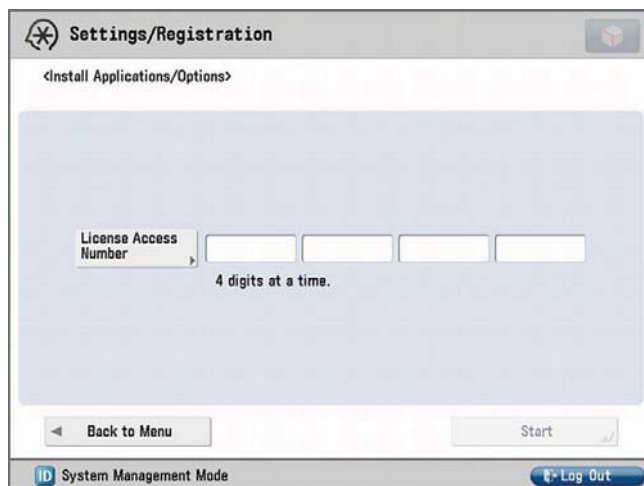 Settings/Registration
<Install Applications/Options>
License Access
Number
4 digits at a time.
Back to Menu
Start
ID System Management Mode
Log Out